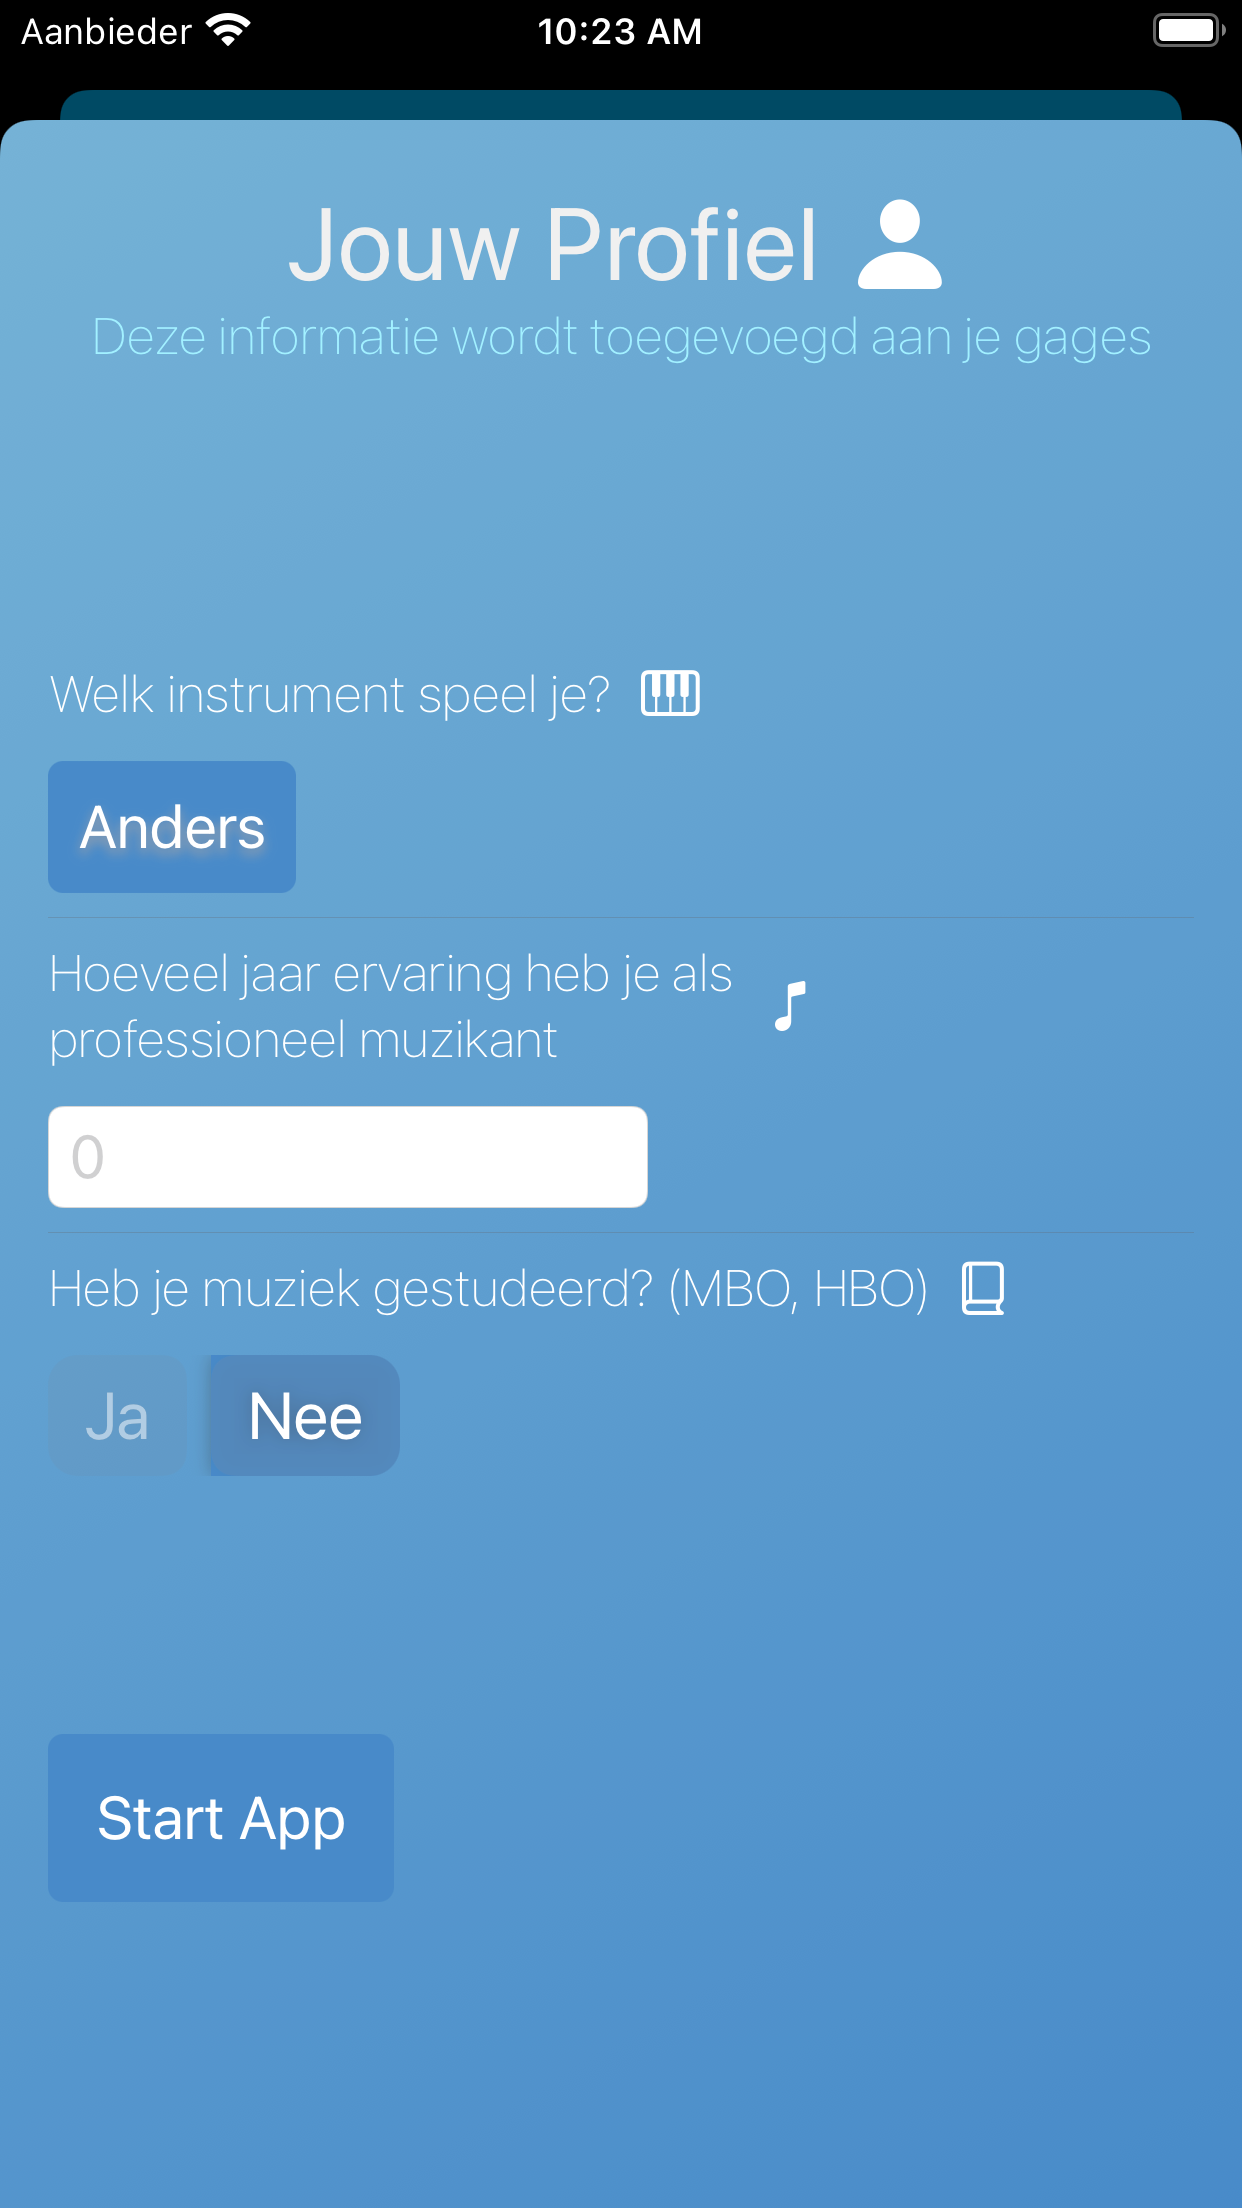 Aanbieder 10:23 AM
Jouw Profiel
Deze informatie wordt toegevoegd aan je gages
Welk instrument speel je?
Anders
Hoeveel jaar ervaring heb je als
professioneel muzikant
0
Heb je muziek gestudeerd? (MBO, HBO)
Ja Nee
Start App